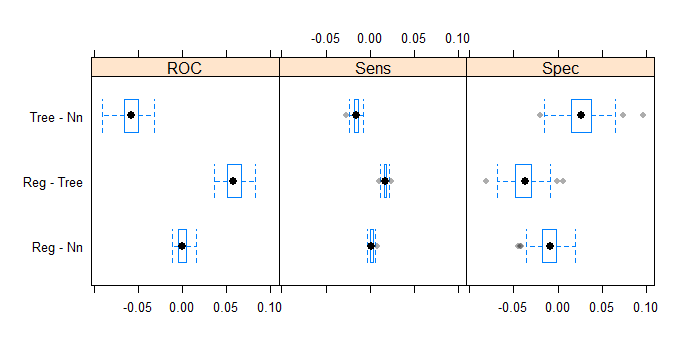 -0.05 0.00 0.05 0.10
ROC Sens Spec
Tree - Nn
Reg - Tree
Reg - Nn
-0.05 0.00 0.05 0.10 -0.05 0.00 0.05 0.10